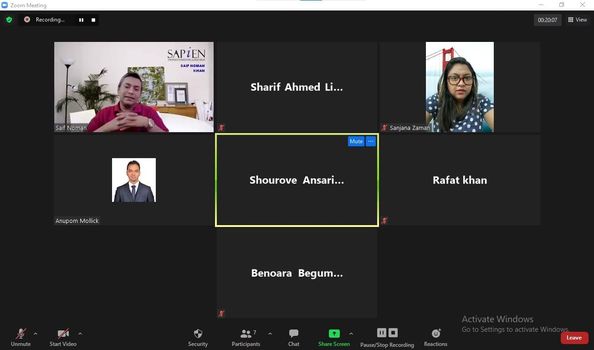 Zoom Meeting
Recording...
00:20:07
View
SAPiEN
SAIF NOMAN
KHAN
Saif Noman
Sharif Ahmed Li...
Sanjana Zaman
Anupom Mollick
Mute
Shourove Ansari...
Rafat khan
Benoara Begum...
Activate Windows
Go to Settings to activate Windows.
Unmute
Start Video
Security
7
Participants
Chat
Share Screen
Pause/Stop Recording
Reactions
Leave